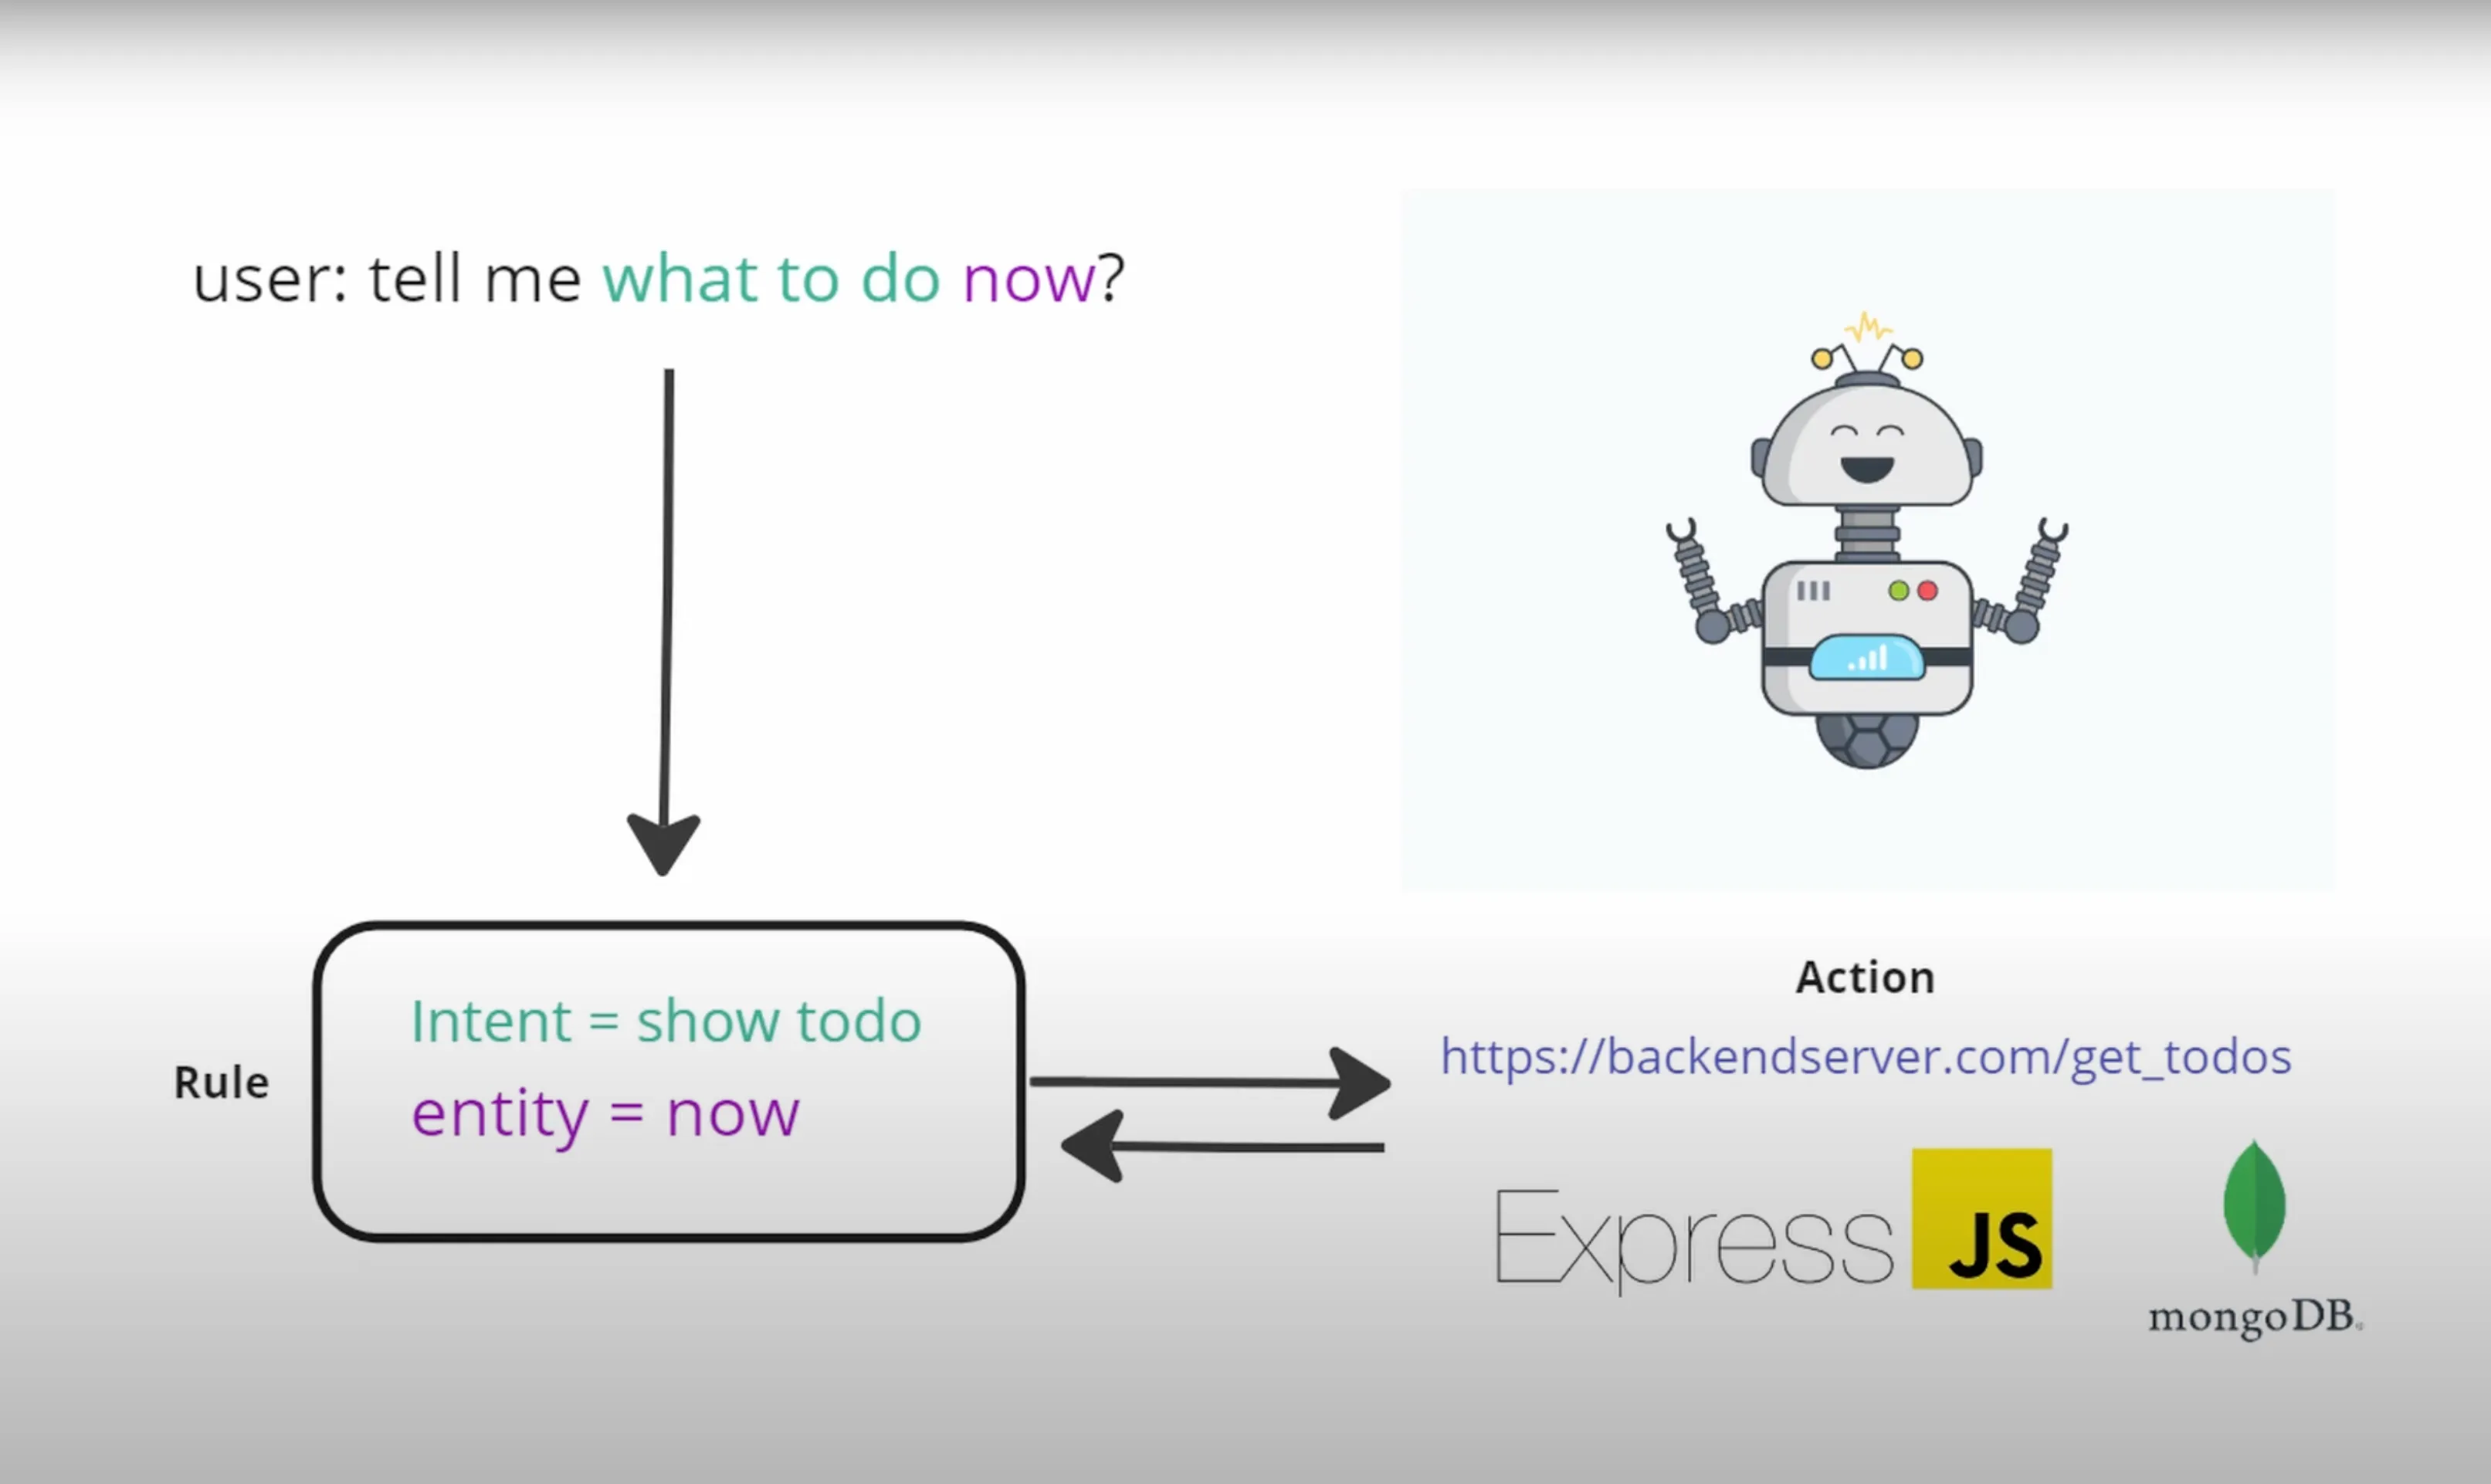 user: tell me what to do now?
Rule
Intent = show todo
entity = now
Action
https://backendserver.com/get_todos
Express
JS
mongoDB